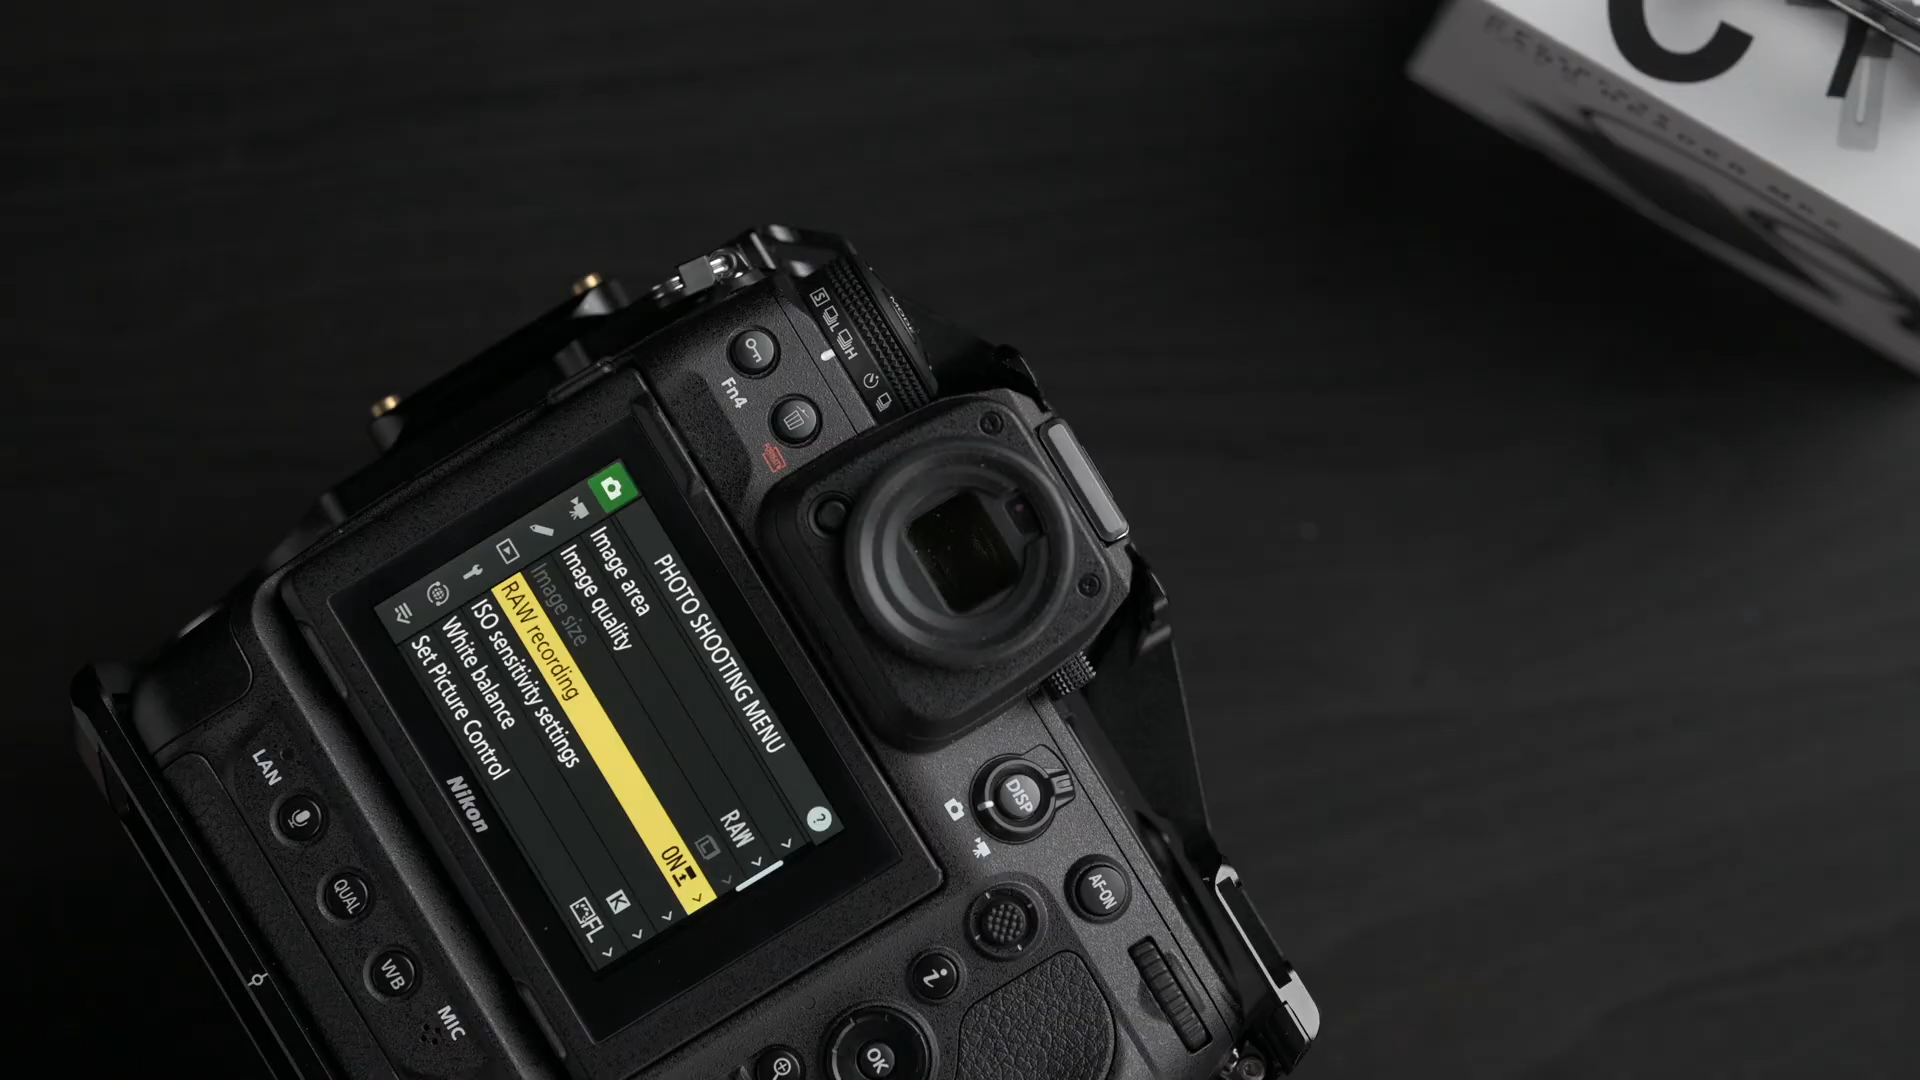 PHOTO SHOOTING MENU
Image area
Image quality RAW
Image size L
RAW recording ON
ISO sensitivity settings
White balance K
Set Picture Control FL
Nikon
Fn4
S
L
H
LAN
QUAL
WB
MIC
DISP
AF-ON
i
OK
C